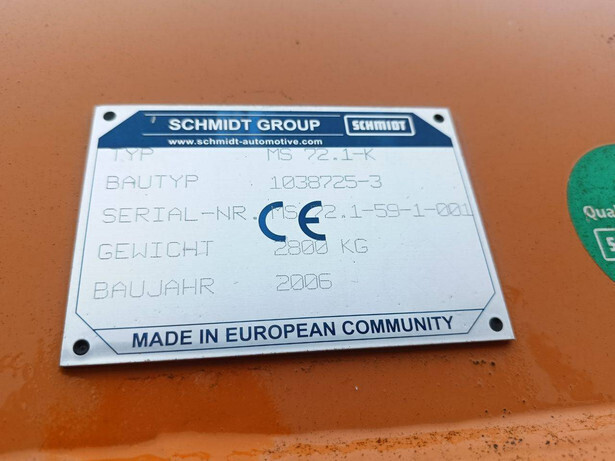 SCHMIDT GROUP SCHMIDT
www.schmidt-automotive.com
TYP MS 72.1-K
BAUTYP 1038725-3
SERIAL-NR. MS 72.1-59-1-001
CE
GEWICHT 2800 KG
BAUJAHR 2006
MADE IN EUROPEAN COMMUNITY